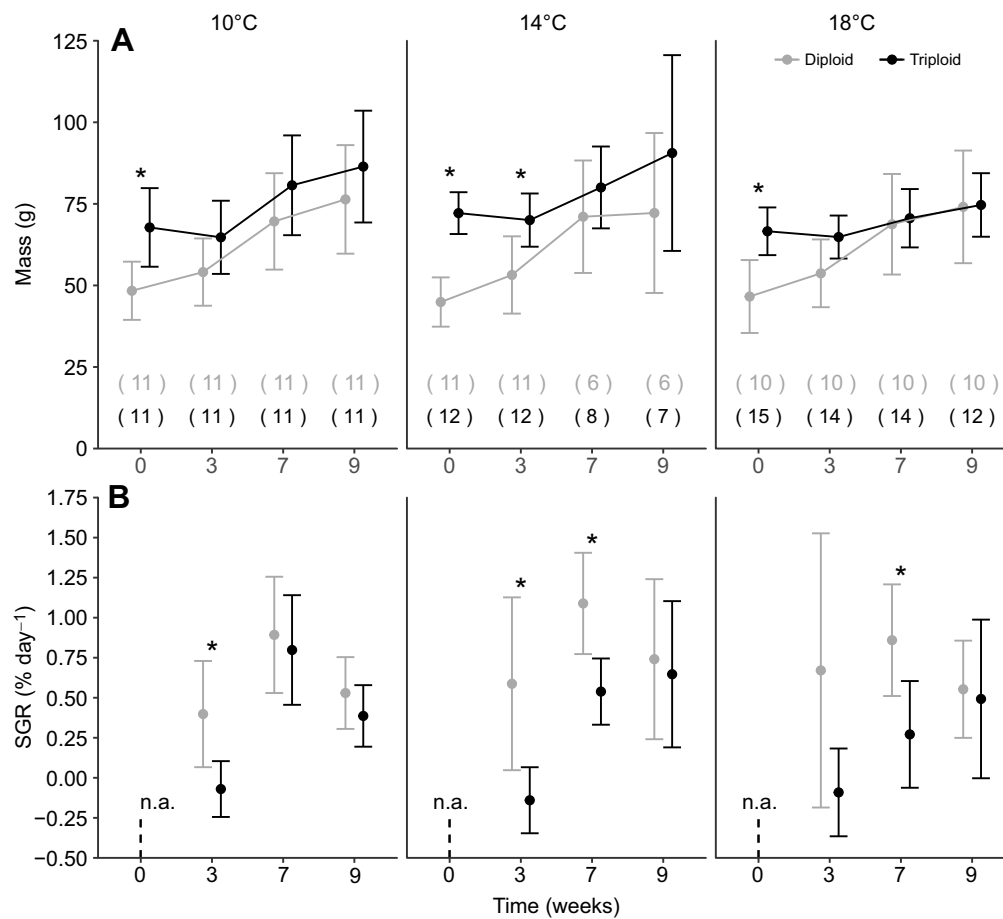 10°C 14°C 18°C
A
Diploid Triploid
125
100
75
50
25
0
Mass (g)
* * * *
( 11 ) ( 11 ) ( 11 ) ( 11 ) ( 11 ) ( 11 ) ( 6 ) ( 6 ) ( 10 ) ( 10 ) ( 10 ) ( 10 )
( 11 ) ( 11 ) ( 11 ) ( 11 ) ( 12 ) ( 12 ) ( 8 ) ( 7 ) ( 15 ) ( 14 ) ( 14 ) ( 12 )
0 3 7 9 0 3 7 9 0 3 7 9
B
1.75
1.50
1.25
1.00
0.75
0.50
0.25
0.00
−0.25
−0.50
SGR (% day⁻¹)
* * * *
n.a. n.a. n.a.
0 3 7 9 0 3 7 9 0 3 7 9
Time (weeks)